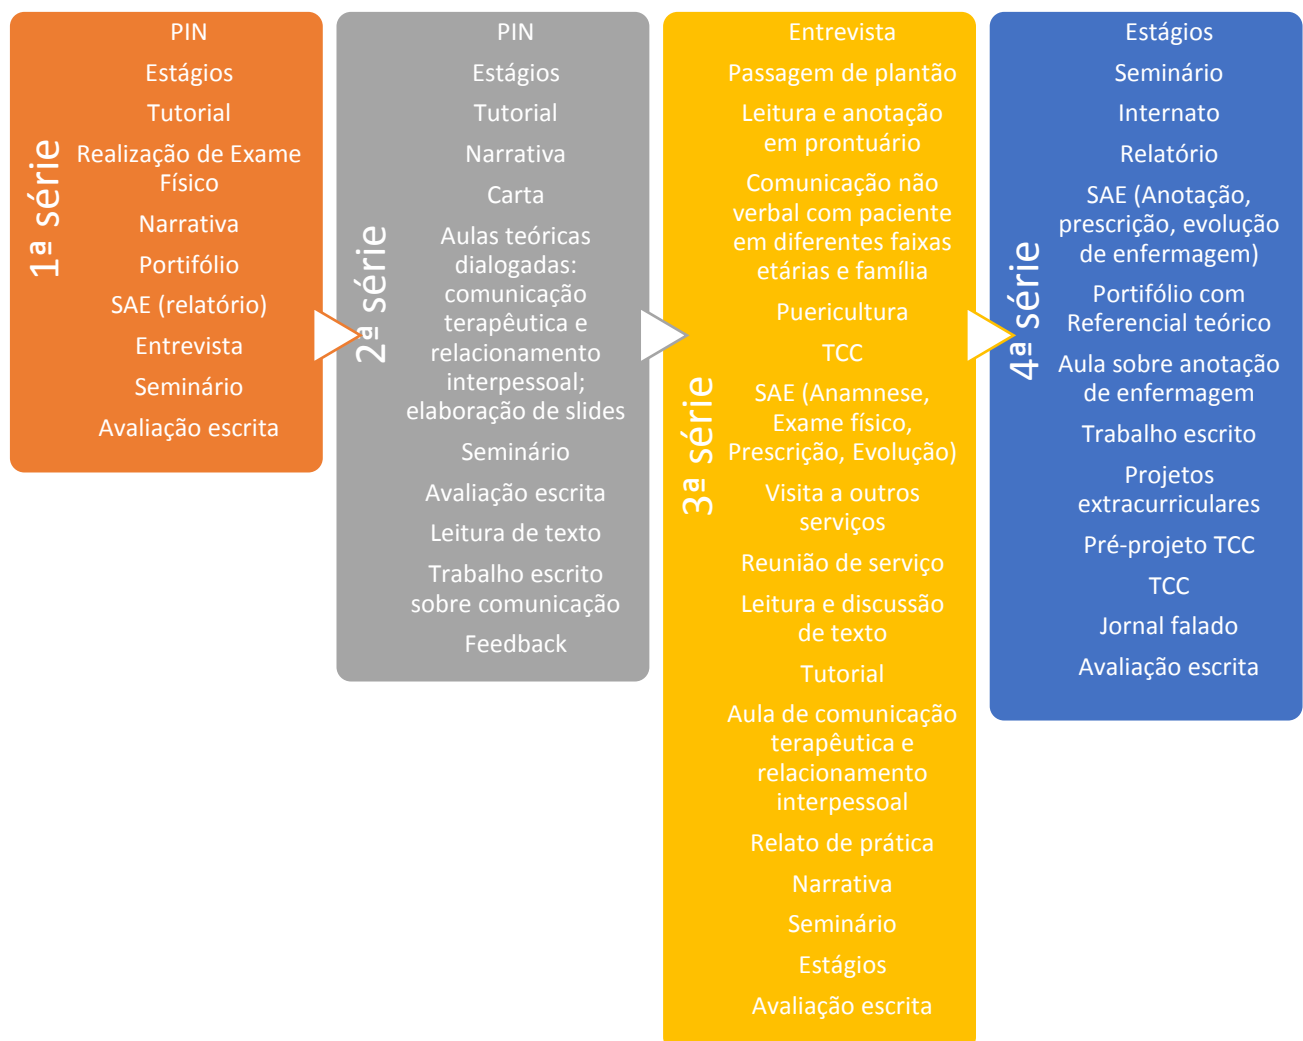 1ª série
PIN
Estágios
Tutorial
Realização de Exame
Físico
Narrativa
Portifólio
SAE (relatório)
Entrevista
Seminário
Avaliação escrita
2ª série
PIN
Estágios
Tutorial
Narrativa
Carta
Aulas teóricas
dialogadas:
comunicação
terapêutica e
relacionamento
interpessoal;
elaboração de slides
Seminário
Avaliação escrita
Leitura de texto
Trabalho escrito
sobre comunicação
Feedback
3ª série
Entrevista
Passagem de plantão
Leitura e anotação
em prontuário
Comunicação não
verbal com paciente
em diferentes faixas
etárias e família
Puericultura
TCC
SAE (Anamnese,
Exame físico,
Prescrição, Evolução)
Visita a outros
serviços
Reunião de serviço
Leitura e discussão
de texto
Tutorial
Aula de comunicação
terapêutica e
relacionamento
interpessoal
Relato de prática
Narrativa
Seminário
Estágios
Avaliação escrita
4ª série
Estágios
Seminário
Internato
Relatório
SAE (Anotação,
prescrição, evolução
de enfermagem)
Portifólio com
Referencial teórico
Aula sobre anotação
de enfermagem
Trabalho escrito
Projetos
extracurriculares
Pré-projeto TCC
TCC
Jornal falado
Avaliação escrita